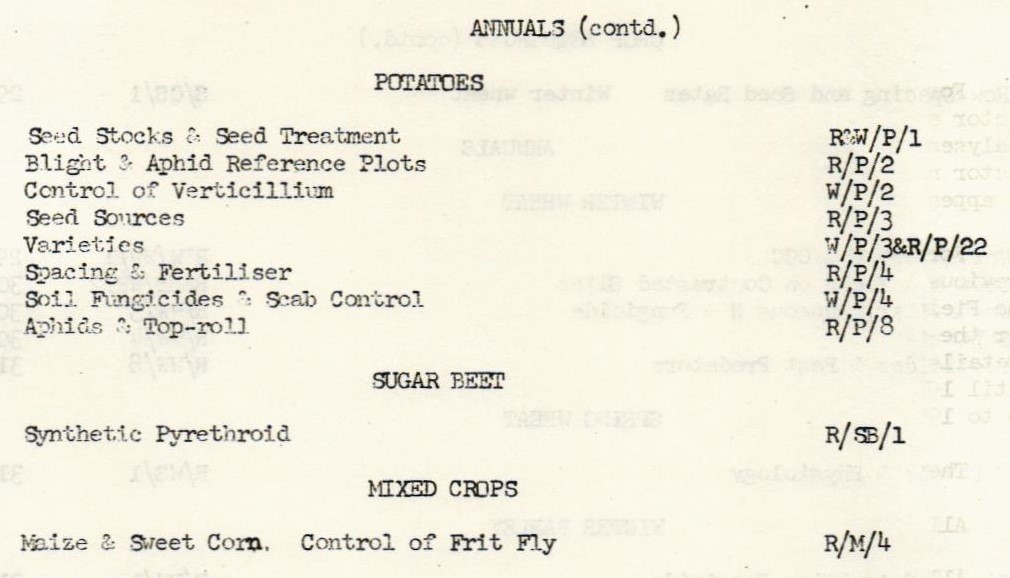 ANNUALS (contd.)
POTATOES
Seed Stocks & Seed Treatment R&W/P/1
Blight & Aphid Reference Plots R/P/2
Control of Verticillium W/P/2
Seed Sources R/P/3
Varieties W/P/3&R/P/22
Spacing & Fertiliser R/P/4
Soil Fungicides & Scab Control W/P/4
Aphids & Top-roll R/P/8
SUGAR BEET
Synthetic Pyrethroid R/SB/1
MIXED CROPS
Maize & Sweet Corn. Control of Frit Fly R/M/4